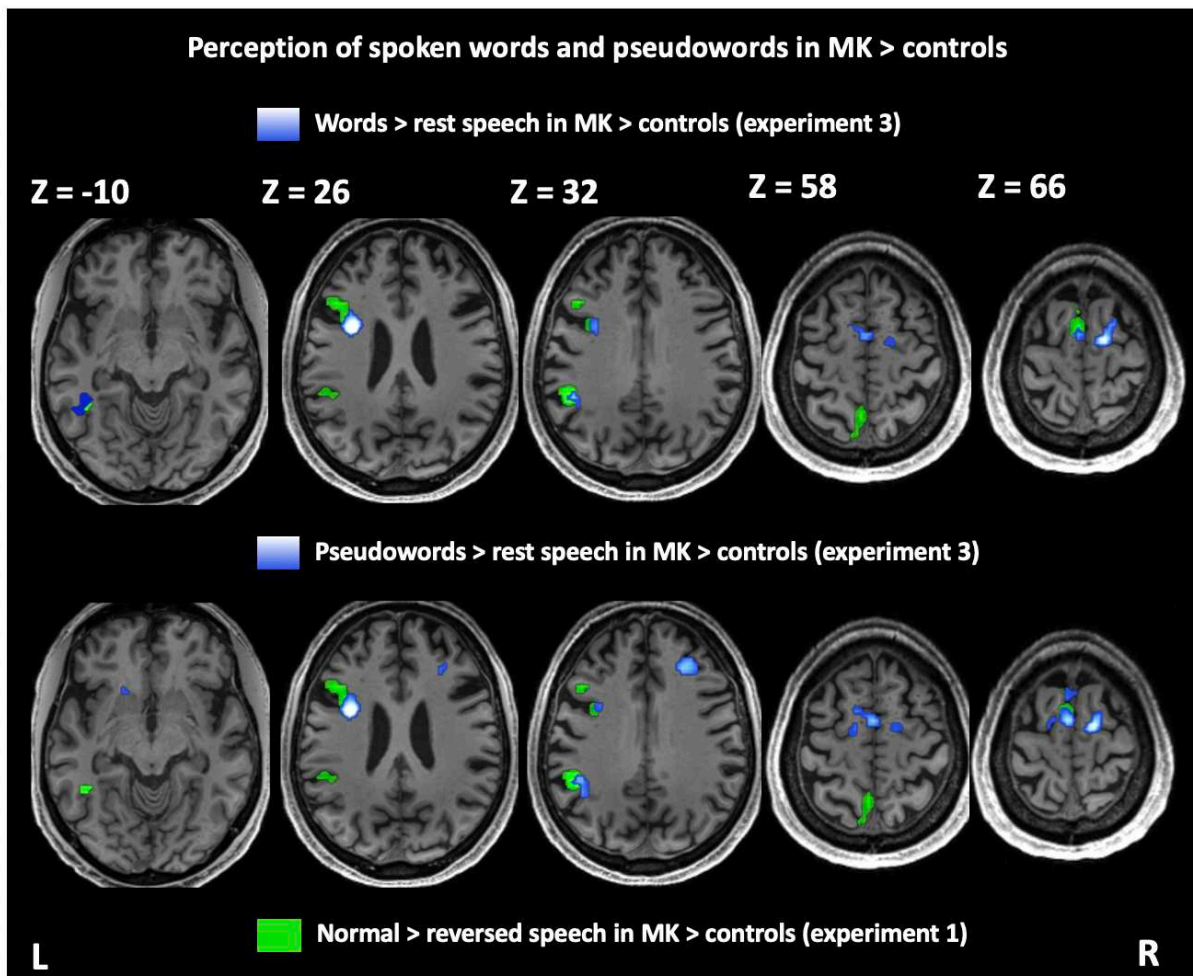 Perception of spoken words and pseudowords in MK > controls
Words > rest speech in MK > controls (experiment 3)
Z = -10 Z = 26 Z = 32 Z = 58 Z = 66
Pseudowords > rest speech in MK > controls (experiment 3)
Normal > reversed speech in MK > controls (experiment 1)
L R